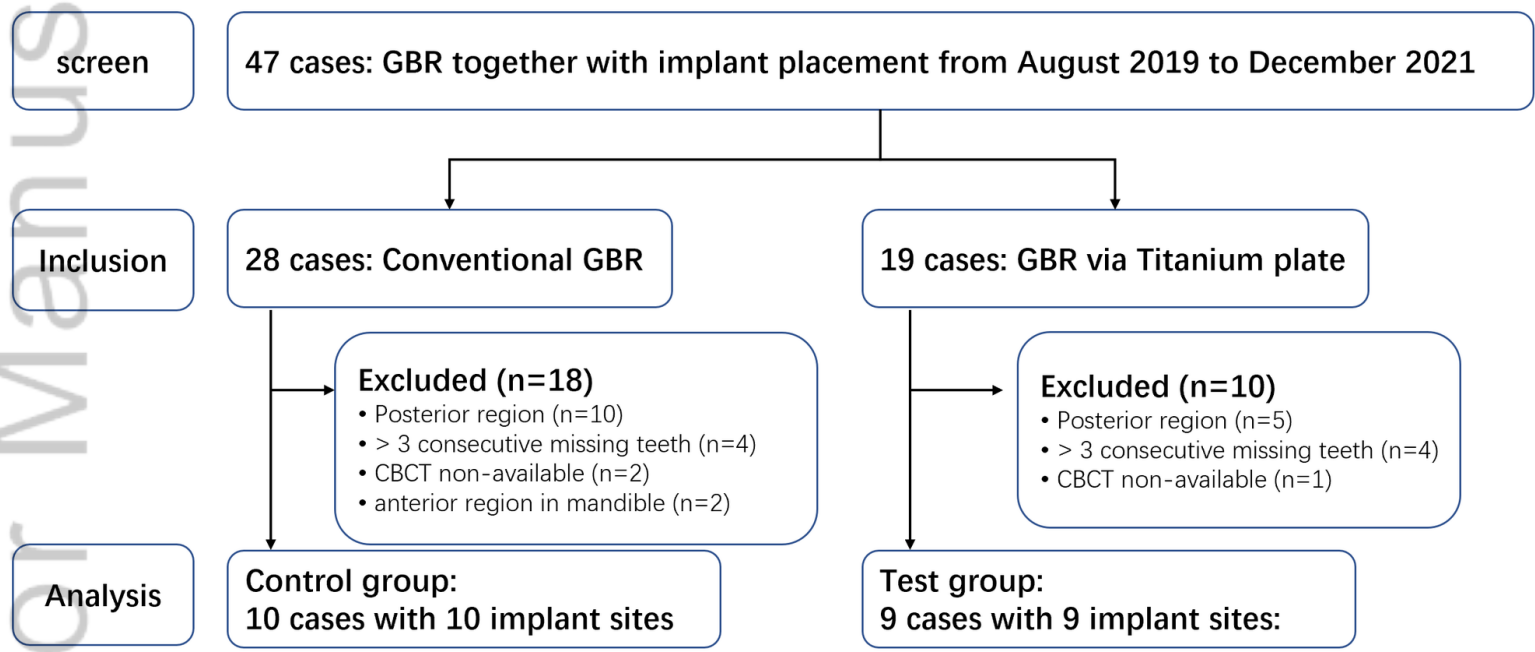 screen
47 cases: GBR together with implant placement from August 2019 to December 2021
Inclusion
28 cases: Conventional GBR
19 cases: GBR via Titanium plate
Excluded (n=18)
• Posterior region (n=10)
• > 3 consecutive missing teeth (n=4)
• CBCT non-available (n=2)
• anterior region in mandible (n=2)
Excluded (n=10)
• Posterior region (n=5)
• > 3 consecutive missing teeth (n=4)
• CBCT non-available (n=1)
Analysis
Control group:
10 cases with 10 implant sites
Test group:
9 cases with 9 implant sites:
or Manus